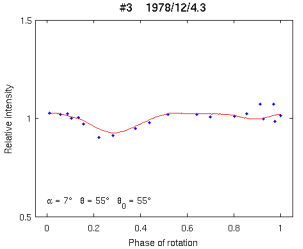 #3 1978/12/4.3
1.5
Relative intensity
1
α = 7° θ = 55° θ₀ = 55°
0.5
0 0.2 0.4 0.6 0.8 1
Phase of rotation